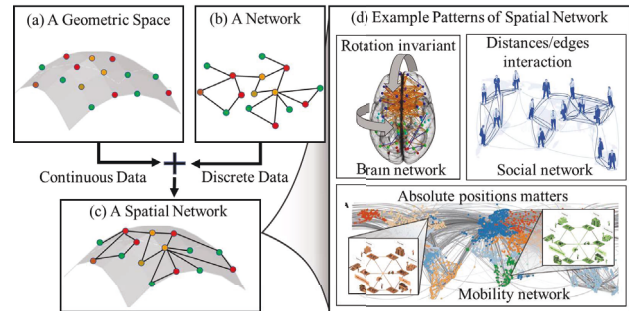 (a) A Geometric Space
(b) A Network
Continuous Data
Discrete Data
(c) A Spatial Network
(d) Example Patterns of Spatial Network
Rotation invariant
Brain network
Distances/edges
interaction
Social network
Absolute positions matters
Mobility network